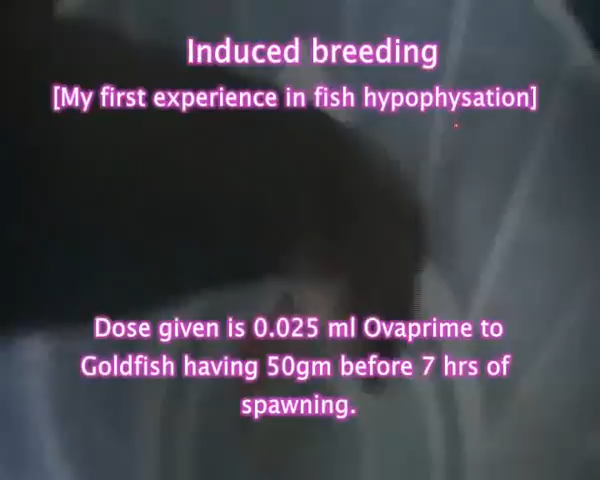 Induced breeding
[My first experience in fish hypophysation]
Dose given is 0.025 ml Ovaprime to
Goldfish having 50gm before 7 hrs of
spawning.